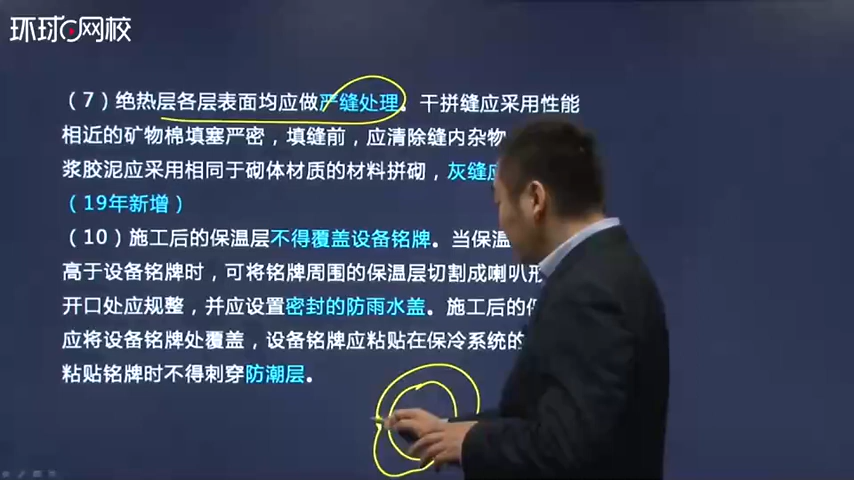 环球网校
（7）绝热层各层表面均应做严缝处理。干拼缝应采用性能
相近的矿物棉填塞严密，填缝前，应清除缝内杂物
浆胶泥应采用相同于砌体材质的材料拼砌，灰缝
（19年新增）
（10）施工后的保温层不得覆盖设备铭牌。当保温
高于设备铭牌时，可将铭牌周围的保温层切割成喇叭形
开口处应规整，并应设置密封的防雨水盖。施工后的
应将设备铭牌处覆盖，设备铭牌应粘贴在保冷系统的
粘贴铭牌时不得刺穿防潮层。